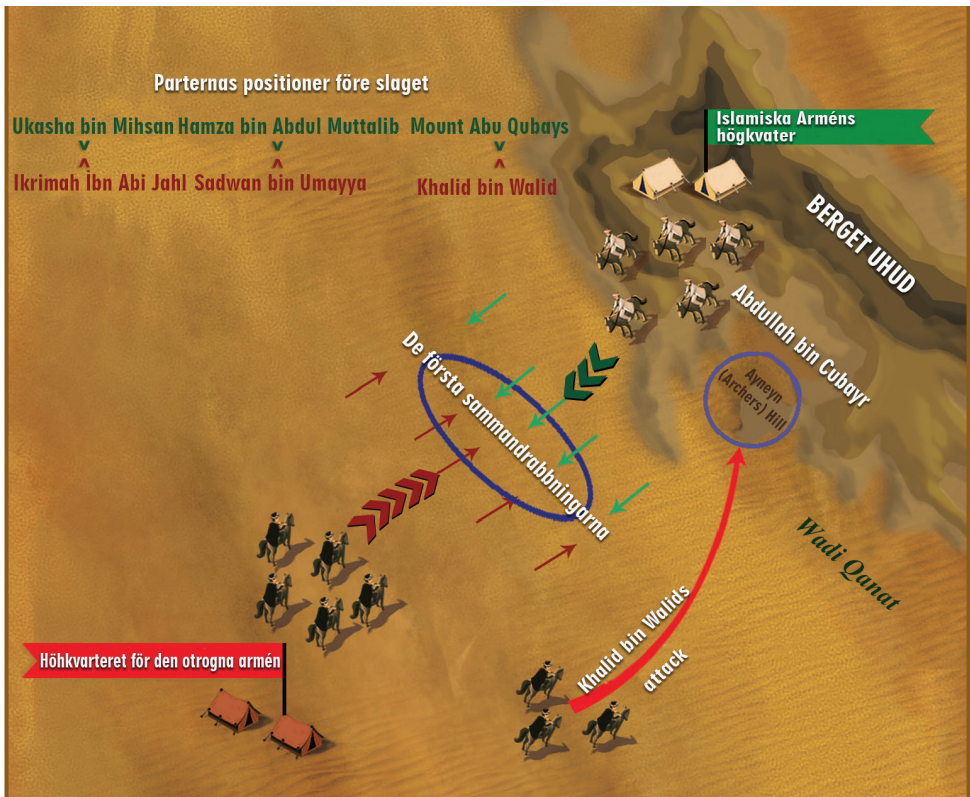 Parternas positioner före slaget
Ukasha bin Mihsan Hamza bin Abdul Muttalib Mount Abu Qubays
Ikrimah İbn Abi Jahl Sadwan bin Umayya Khalid bin Walid
Islamiska Arméns
högkvater
BERGET UHUD
Abdullah bin Cubayr
De första sammandrabbningarna
Ayneyn
(Archers) Hill
Wadi Qanat
Khalid bin Walids
attack
Höhkvarteret för den otrogna armén